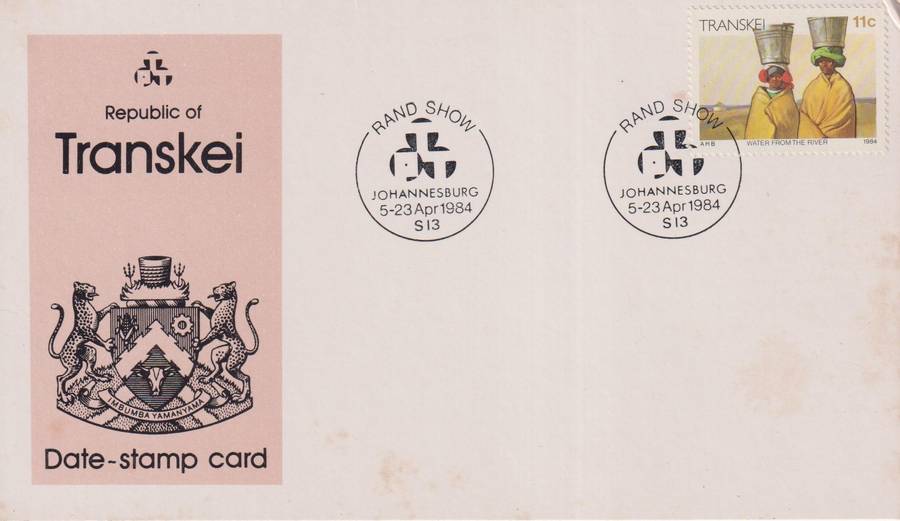 Republic of
Transkei
IMBUMBA YAMANYAMA
Date-stamp card
RAND SHOW
JOHANNESBURG
5-23 Apr 1984
S13
RAND SHOW
JOHANNESBURG
5-23 Apr 1984
S13
TRANSKEI 11c
AHB WATER FROM THE RIVER 1984